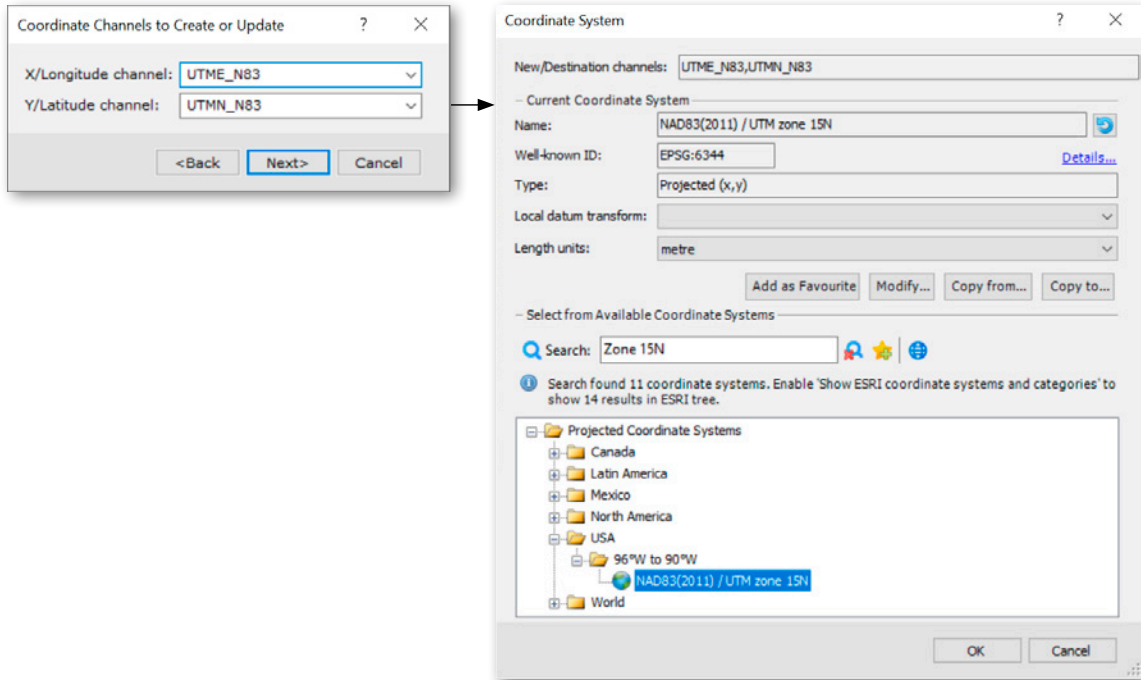 Coordinate Channels to Create or Update ?
X/Longitude channel: UTME_N83
Y/Latitude channel: UTMN_N83
<Back Next> Cancel
Coordinate System ?
New/Destination channels: UTME_N83,UTMN_N83
Current Coordinate System
Name: NAD83(2011) / UTM zone 15N
Well-known ID: EPSG:6344 Details...
Type: Projected (x,y)
Local datum transform:
Length units: metre
Add as Favourite Modify... Copy from... Copy to...
Select from Available Coordinate Systems
Search: Zone 15N
Search found 11 coordinate systems. Enable 'Show ESRI coordinate systems and categories' to
show 14 results in ESRI tree.
Projected Coordinate Systems
Canada
Latin America
Mexico
North America
USA
96°W to 90°W
NAD83(2011) / UTM zone 15N
World
OK Cancel